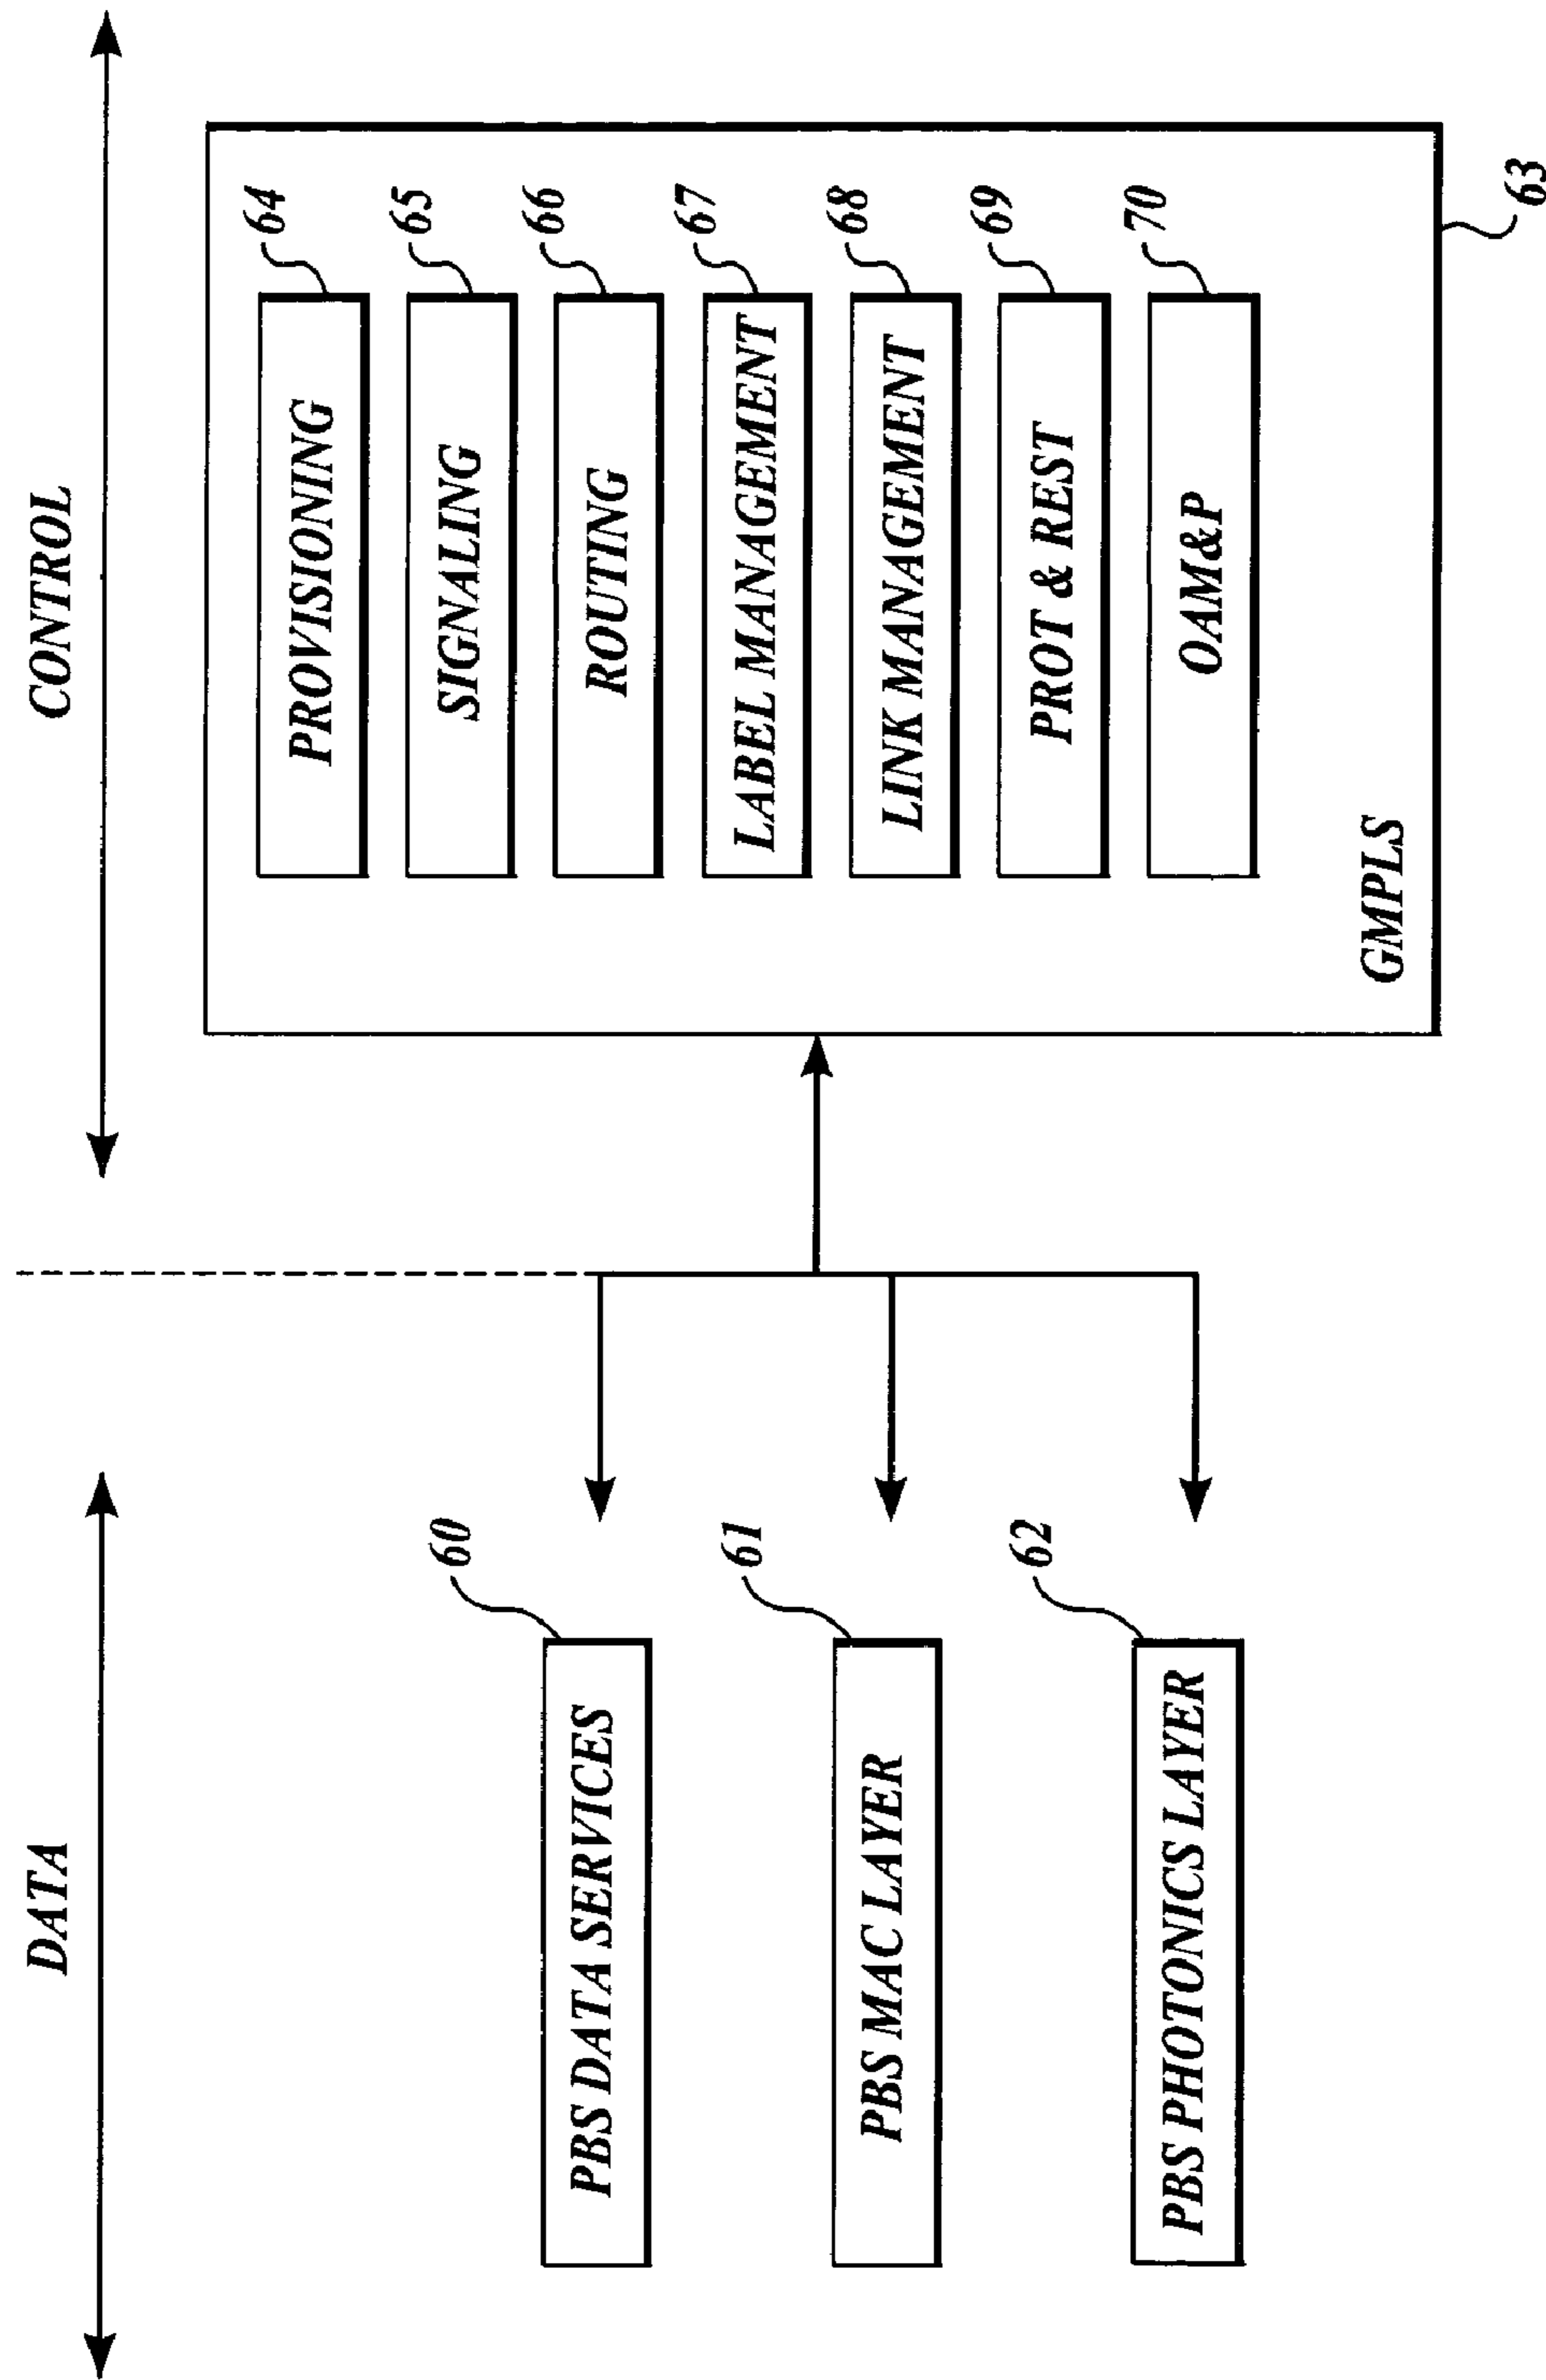 DATA
CONTROL
60
PBS DATA SERVICES
61
PBS MAC LAYER
62
PBS PHOTONICS LAYER
64
PROVISIONING
65
SIGNALING
66
ROUTING
67
LABEL MANAGEMENT
68
LINK MANAGEMENT
69
PROT & REST
70
OAM&P
GMPLS
63